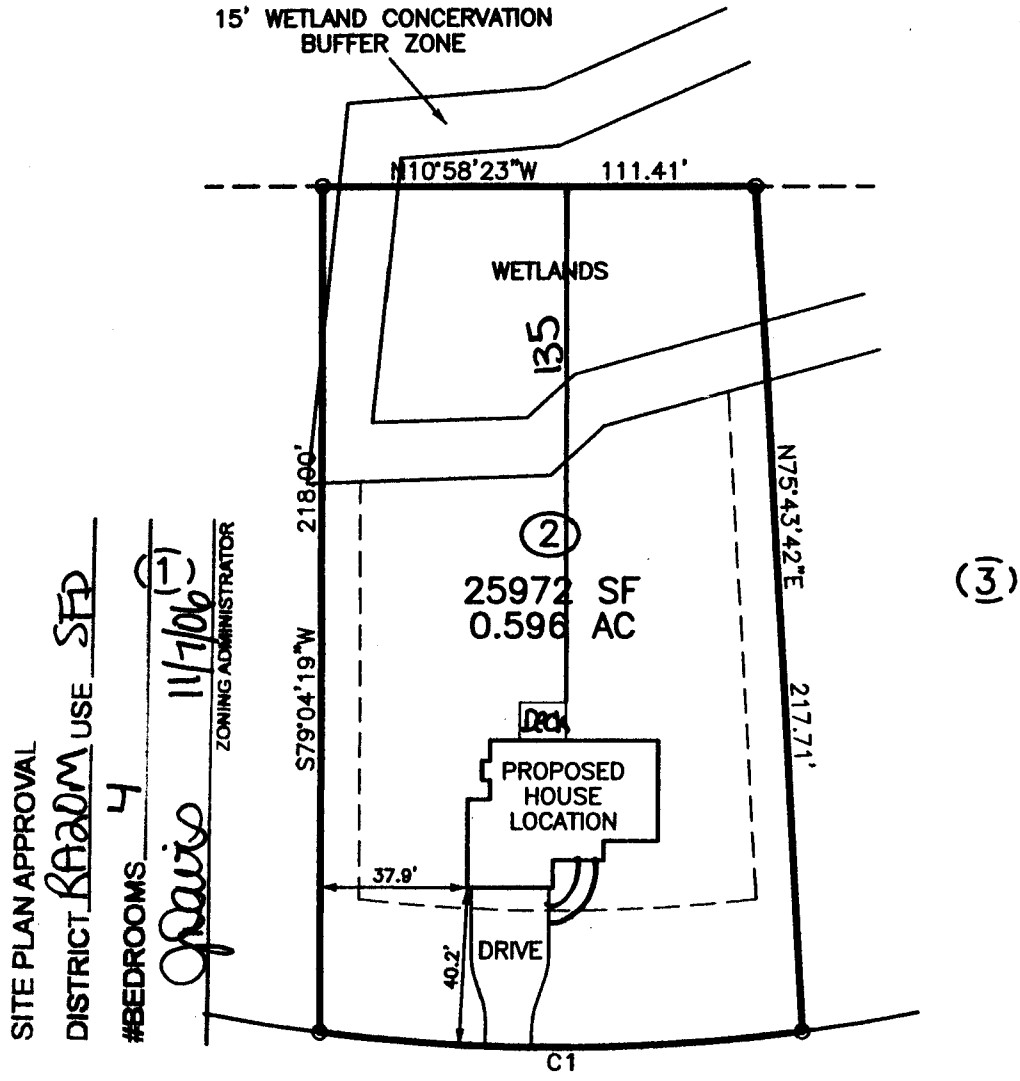 15' WETLAND CONCERVATION
BUFFER ZONE
N10°58'23"W 111.41'
WETLANDS
135
218.00'
S79°04'19"W
N75°43'42"E
217.71'
2
25972 SF
0.596 AC
(1)
(3)
Deck
PROPOSED
HOUSE
LOCATION
37.9'
40.2'
DRIVE
C1
SITE PLAN APPROVAL
DISTRICT RA20M USE SFD
#BEDROOMS 4
11/7/06
ZONING ADMINISTRATOR